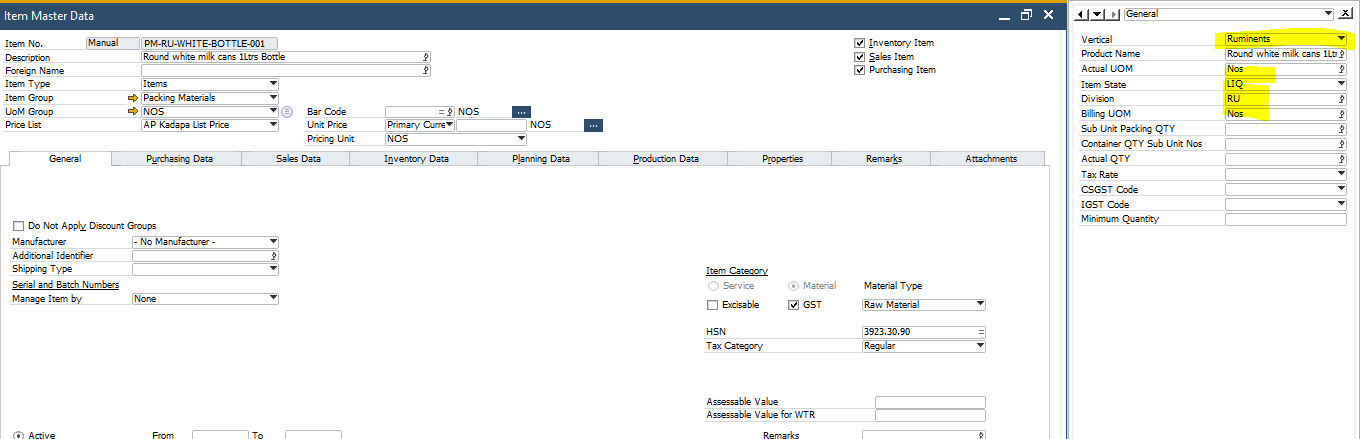 Item Master Data
General
Item No. Manual PM-RU-WHITE-BOTTLE-001
Description Round white milk cans 1Ltrs Bottle
Foreign Name
Item Type Items
Item Group Packing Materials
UoM Group NOS
Price List AP Kadapa List Price
Bar Code = NOS ...
Unit Price Primary Curre NOS ...
Pricing Unit NOS
Inventory Item
Sales Item
Purchasing Item
General Purchasing Data Sales Data Inventory Data Planning Data Production Data Properties Remarks Attachments
Do Not Apply Discount Groups
Manufacturer - No Manufacturer -
Additional Identifier
Shipping Type
Serial and Batch Numbers
Manage Item by None
Item Category
Service Material Material Type
Excisable GST Raw Material
HSN 3923.30.90 =
Tax Category Regular
Assessable Value
Assessable Value for WTR
Active From To Remarks
Vertical Ruminents
Product Name Round white milk cans 1Ltr
Actual UOM Nos
Item State LIQ
Division RU
Billing UOM Nos
Sub Unit Packing QTY
Container QTY Sub Unit Nos
Actual QTY
Tax Rate
CSGST Code
IGST Code
Minimum Quantity